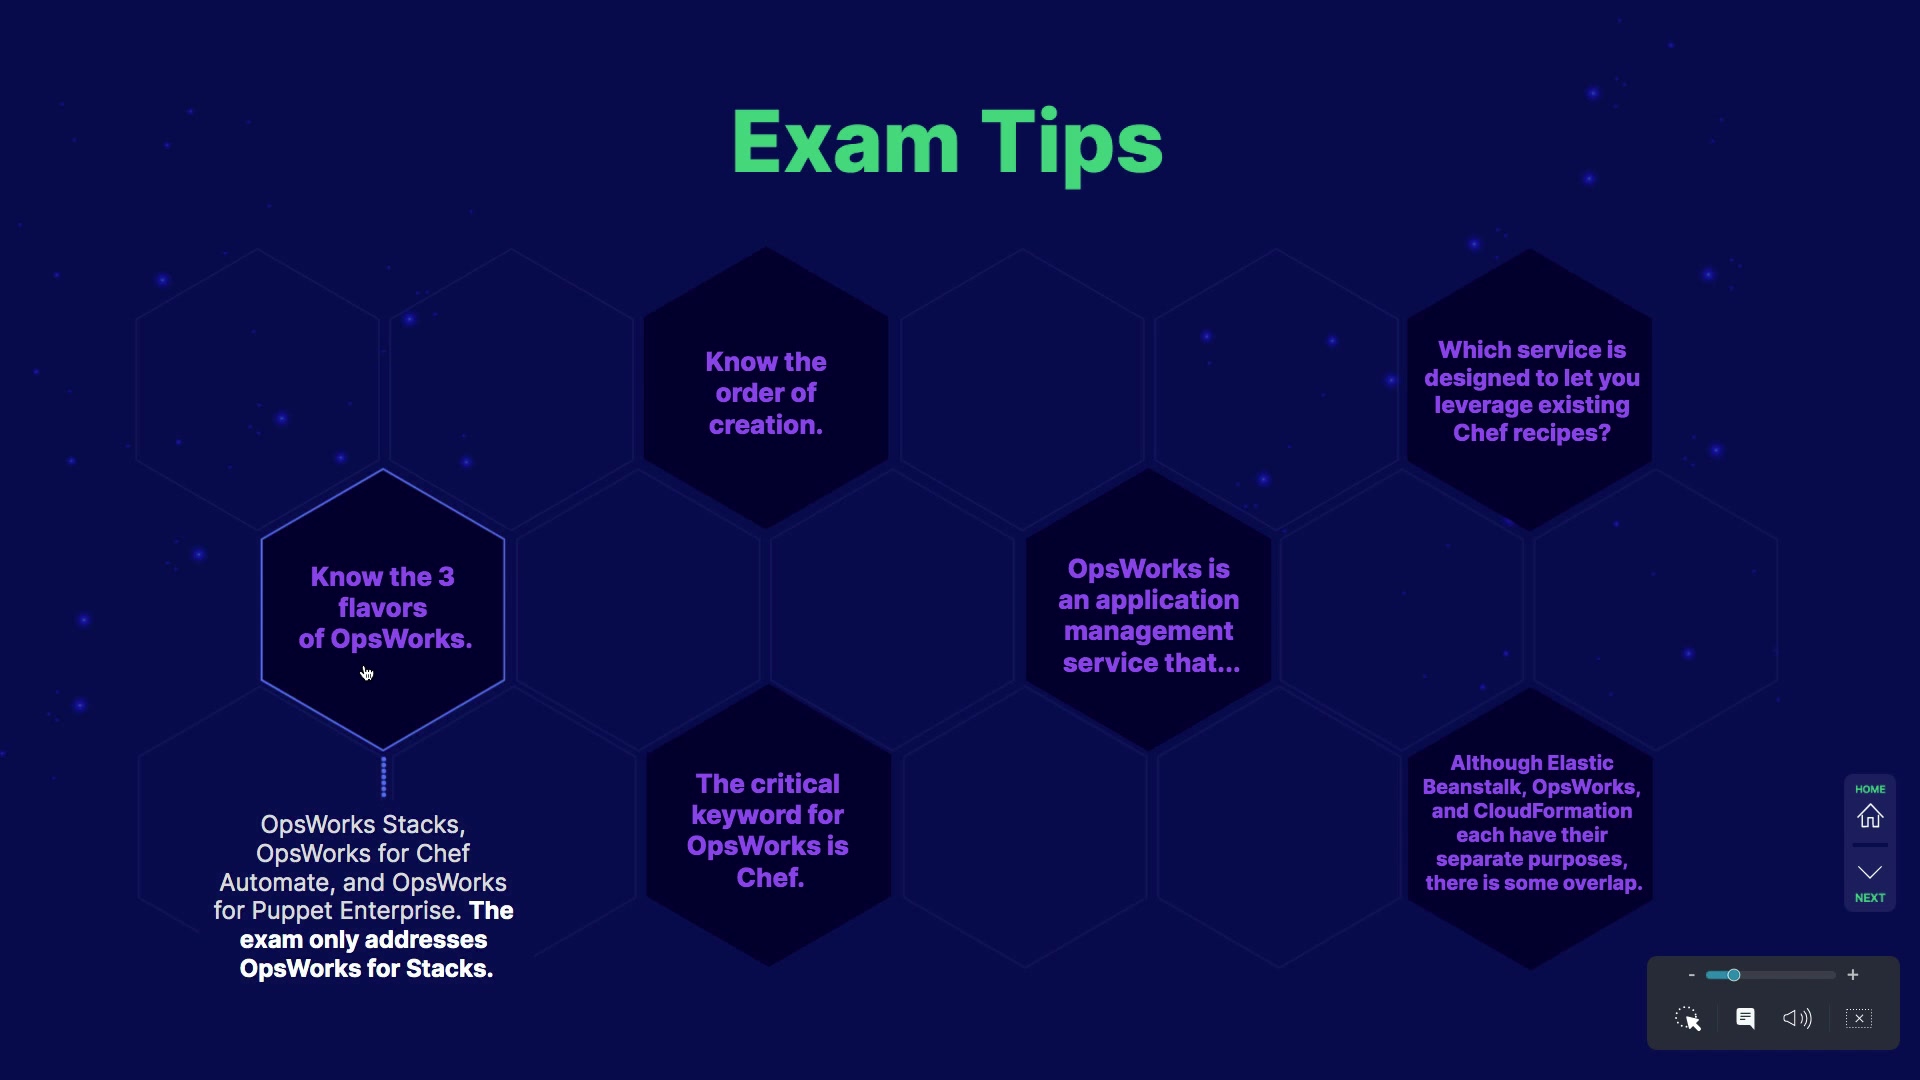 Exam Tips
Know the
order of
creation.
Which service is
designed to let you
leverage existing
Chef recipes?
Know the 3
flavors
of OpsWorks.
OpsWorks is
an application
management
service that...
OpsWorks Stacks,
OpsWorks for Chef
Automate, and OpsWorks
for Puppet Enterprise. The
exam only addresses
OpsWorks for Stacks.
The critical
keyword for
OpsWorks is
Chef.
Although Elastic
Beanstalk, OpsWorks,
and CloudFormation
each have their
separate purposes,
there is some overlap.
HOME
NEXT
- +